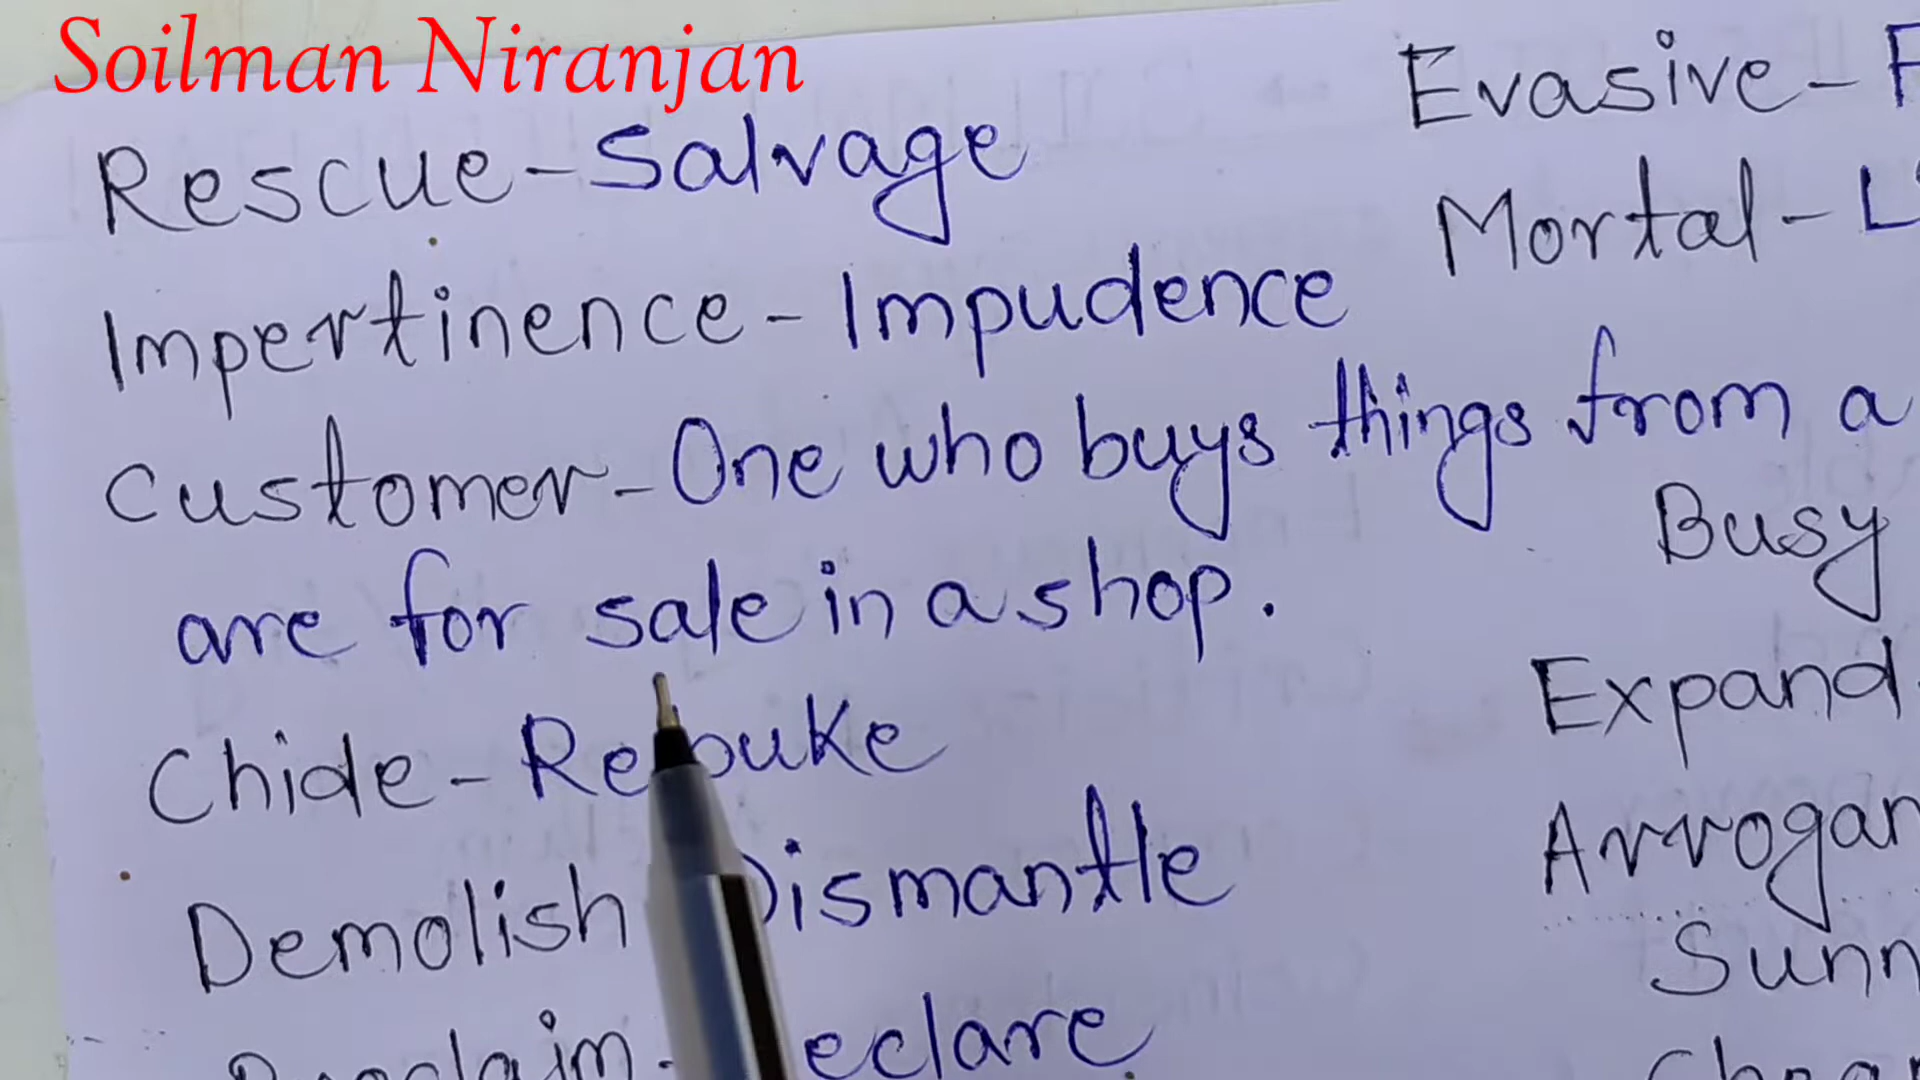 Soilman Niranjan
Rescue - Salvage
Impertinence - Impudence
Customer - One who buys things from a
are for sale in a shop.
Chide - Rebuke
Demolish Dismantle
Evasive -
Mortal -
Busy
Expand
Sunn